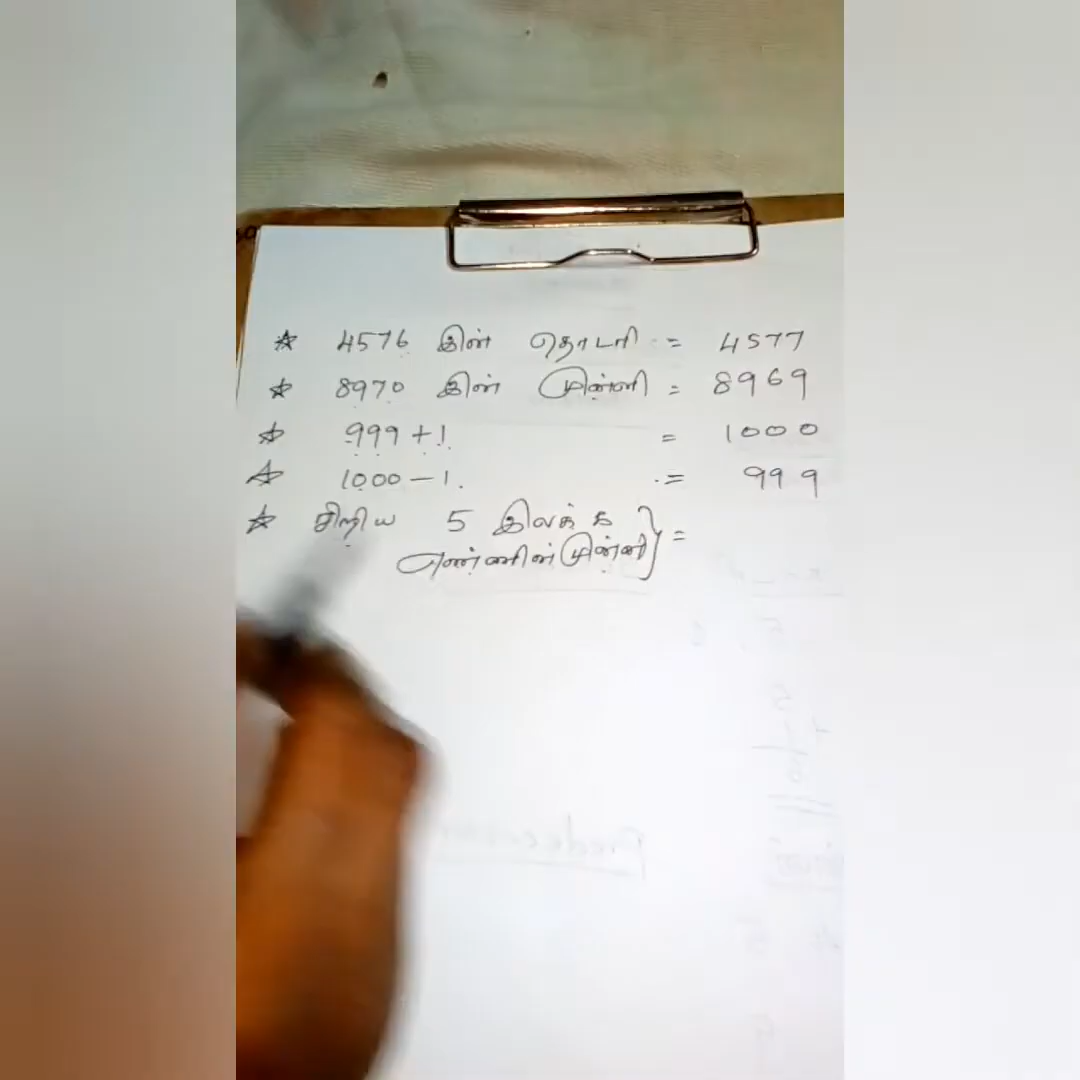 ☆ 4576 இன் தொடரி = 4577
☆ 8970 இன் முன்னி = 8969
☆ 999 + 1 = 1000
☆ 1000 – 1. = 999
☆ சிறிய 5 இலக்க
எண்ணின் முன்னி } =